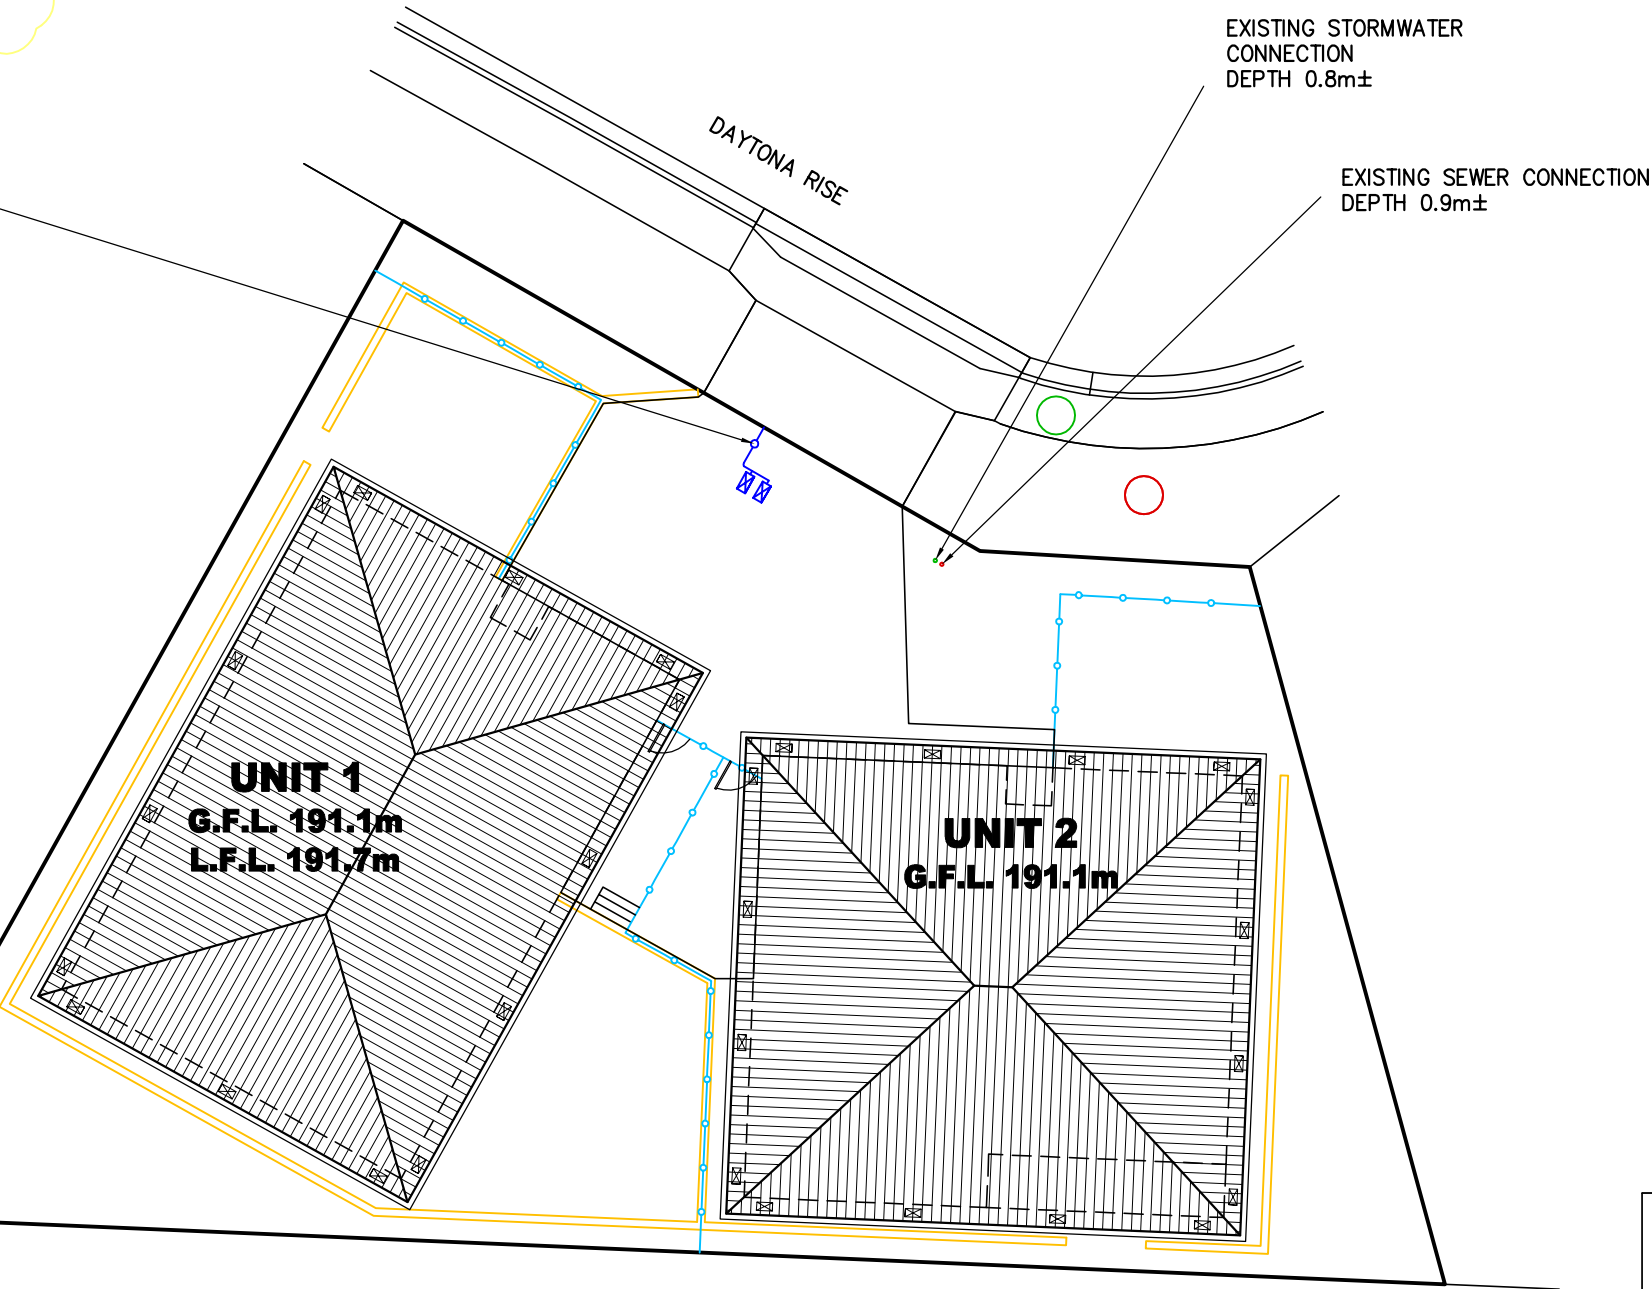 EXISTING STORMWATER
CONNECTION
DEPTH 0.8m±
DAYTONA RISE
EXISTING SEWER CONNECTION
DEPTH 0.9m±
UNIT 1
G.F.L. 191.1m
L.F.L. 191.7m
UNIT 2
G.F.L. 191.1m